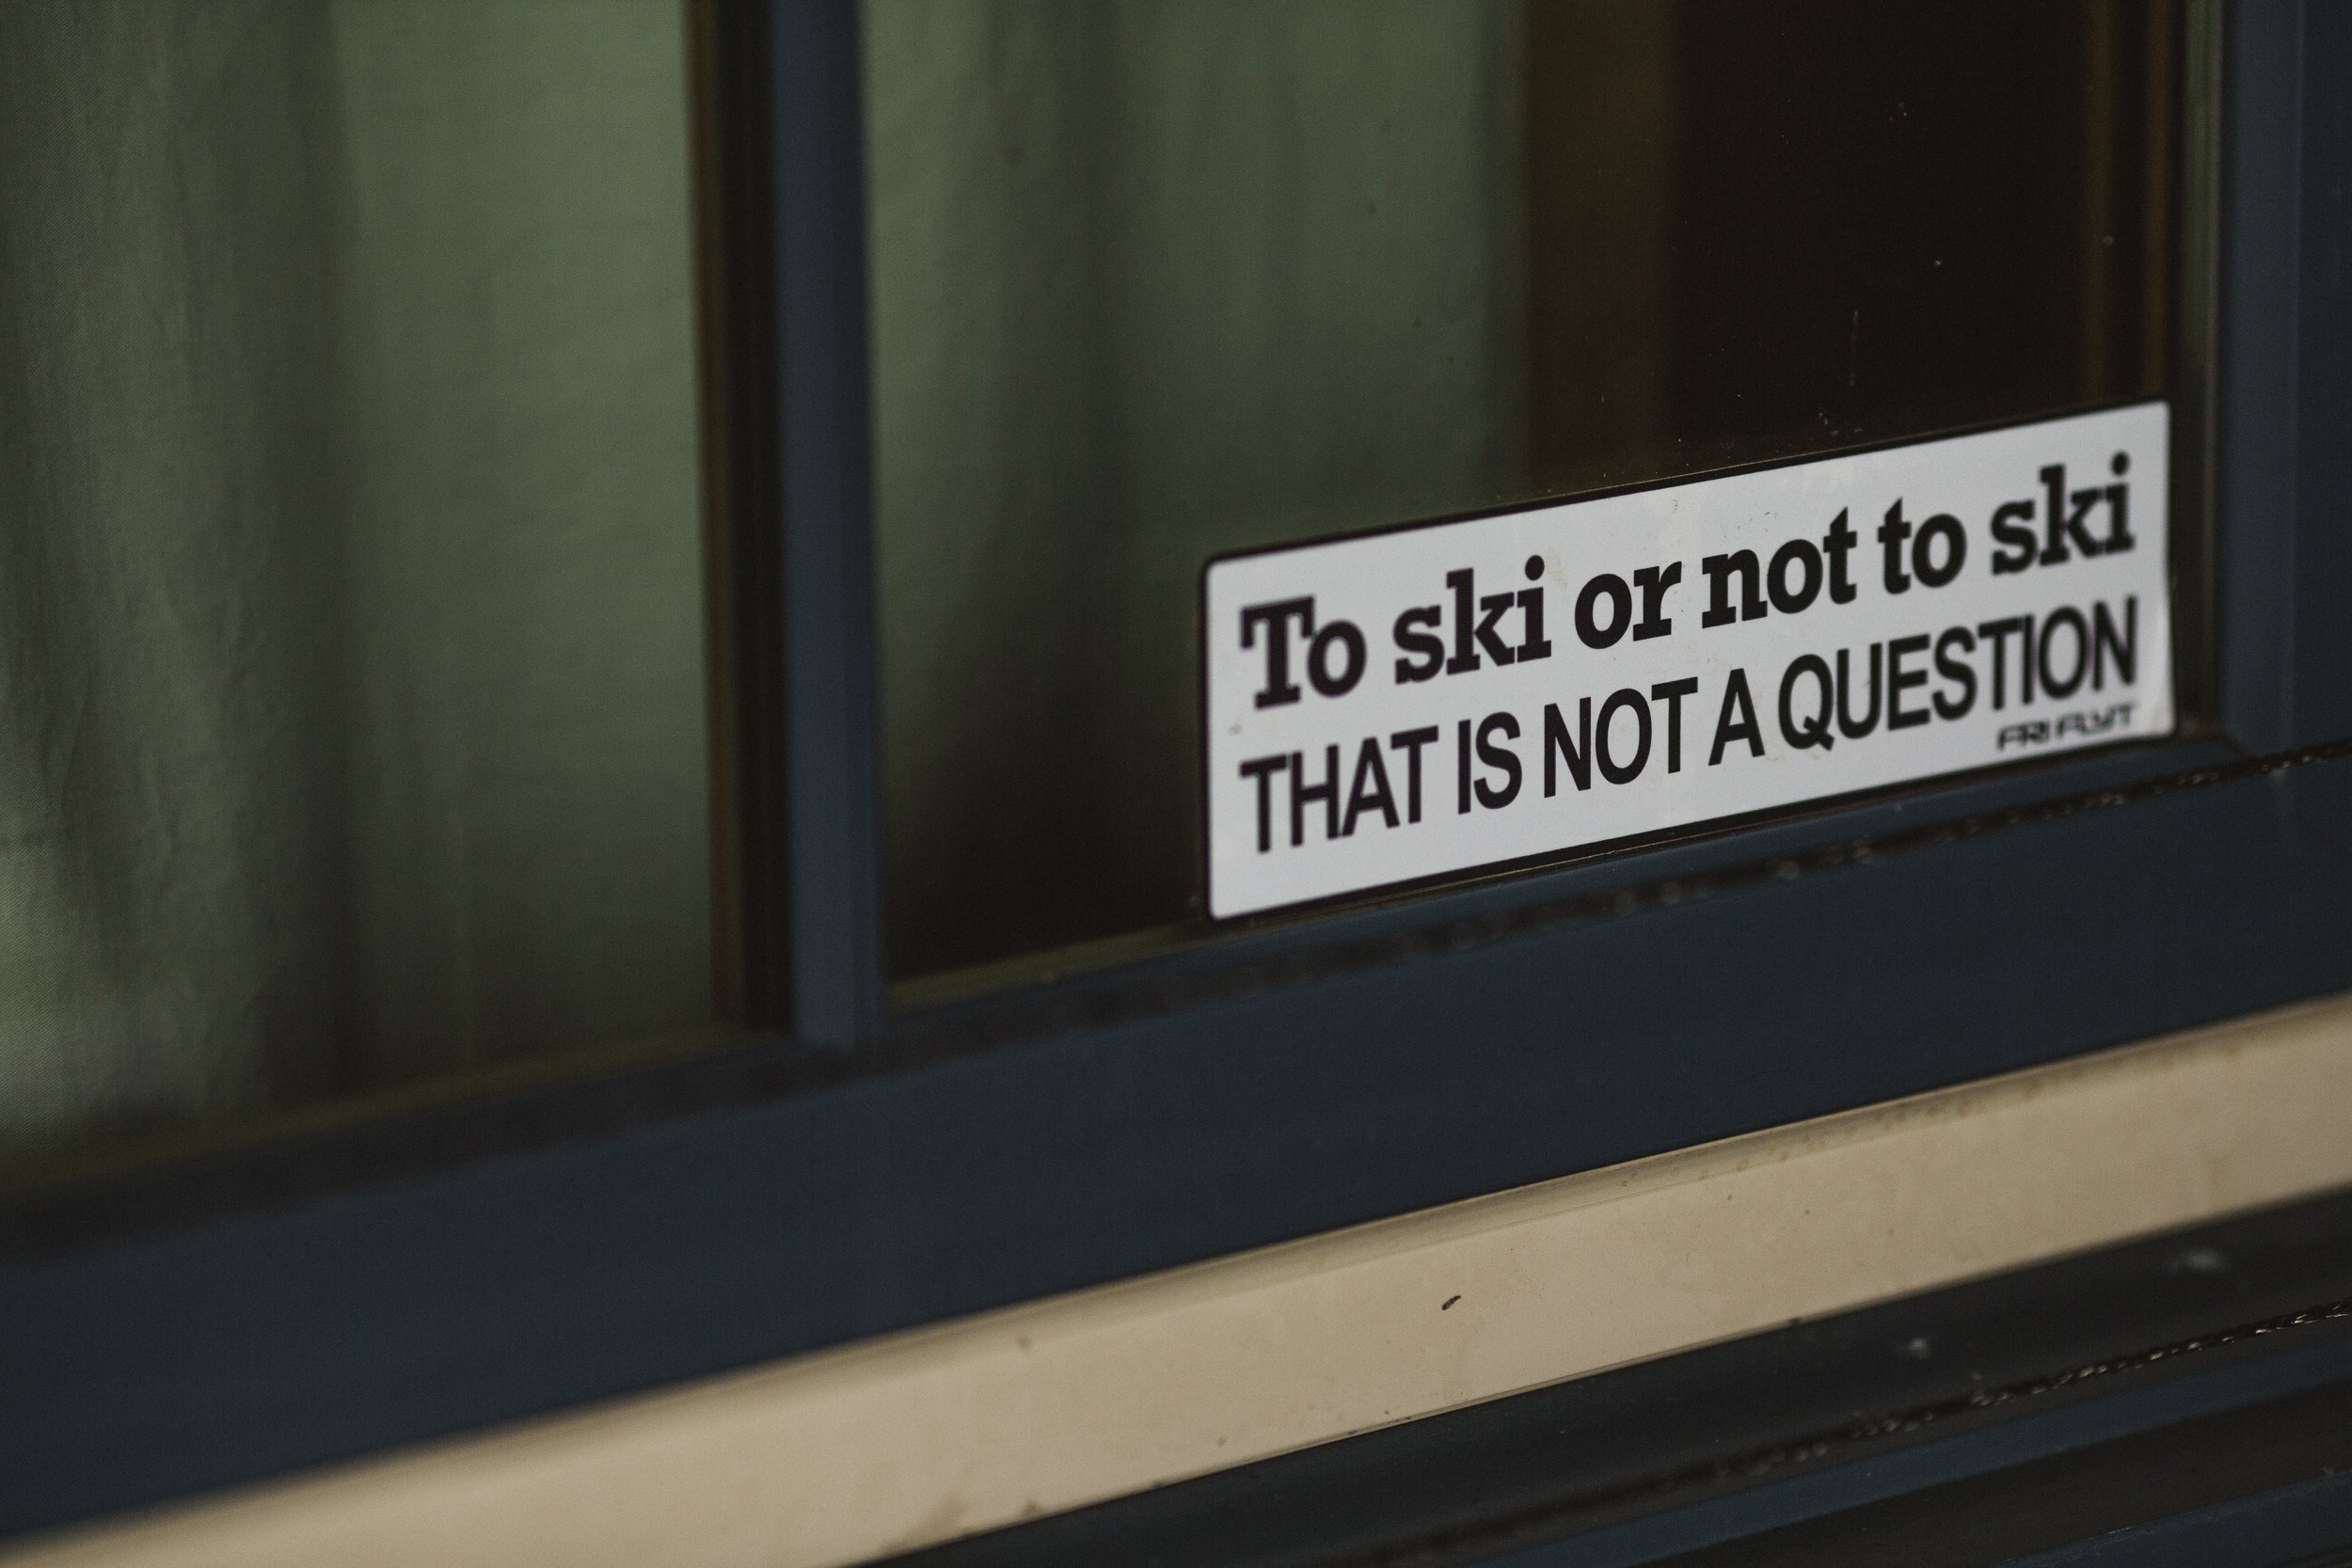 To ski or not to ski
THAT IS NOT A QUESTION
FRI FLYT